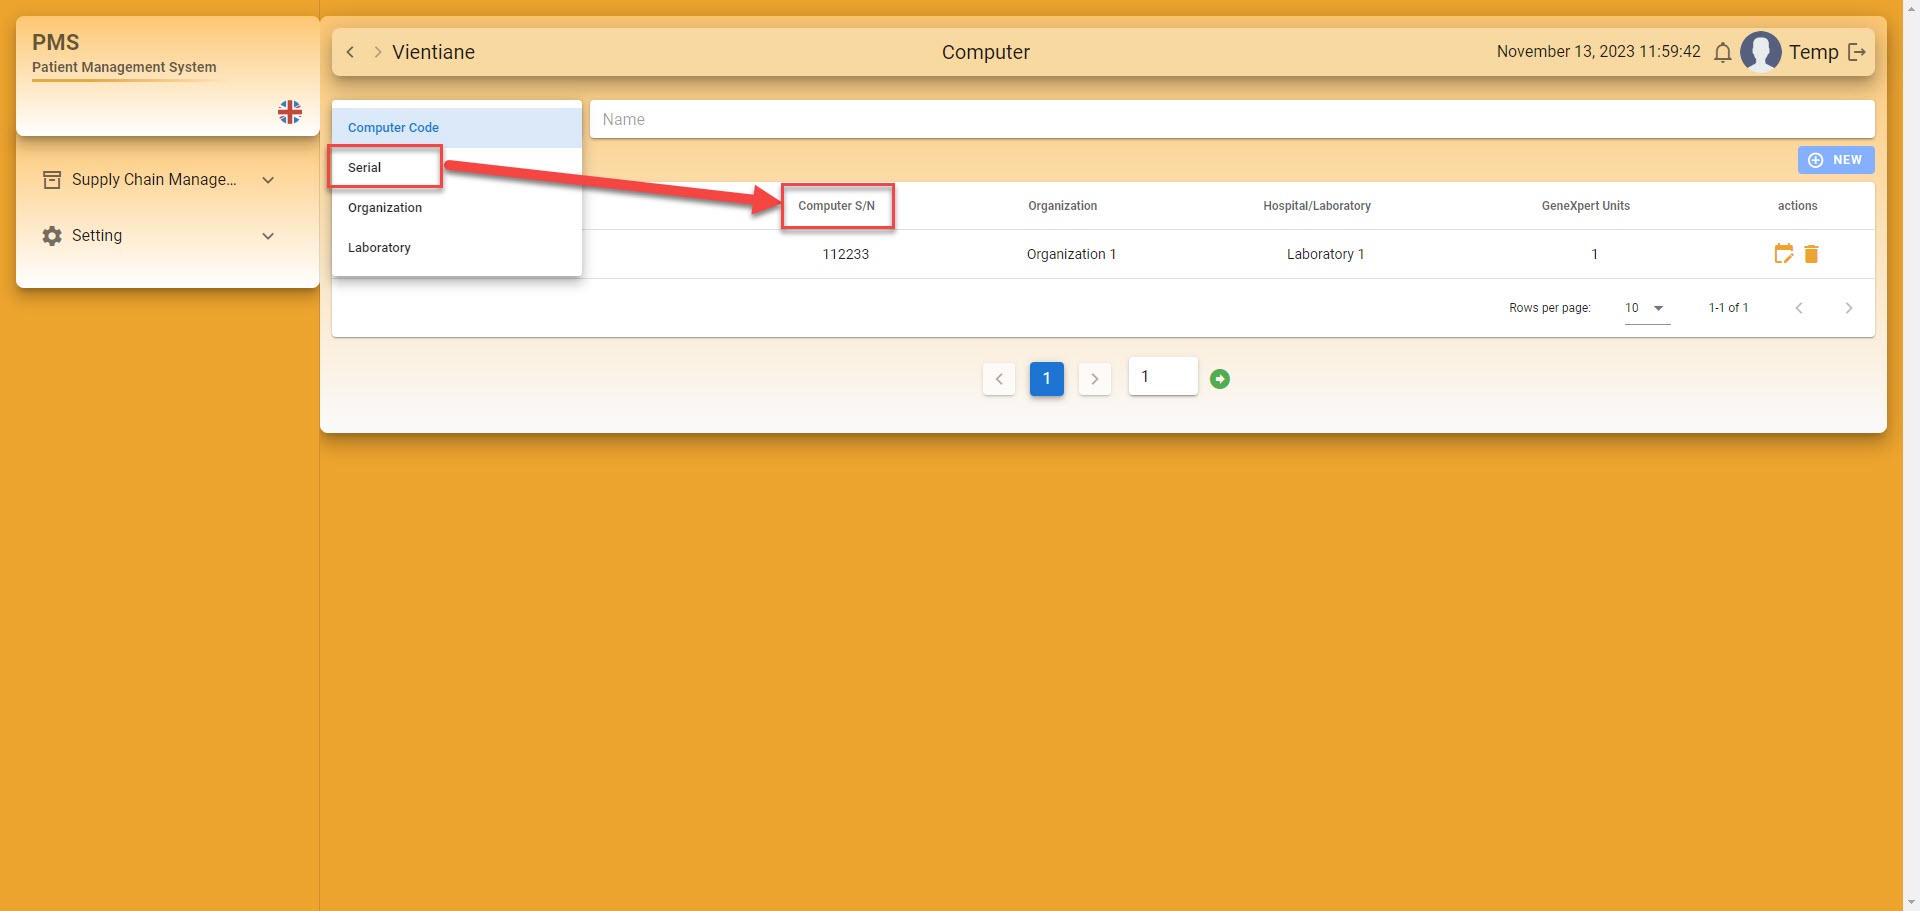 PMS
Patient Management System
Supply Chain Manage...
Setting
Vientiane
Computer
November 13, 2023 11:59:42
Temp
Computer Code
Serial
Organization
Laboratory
Name
NEW
Computer S/N Organization Hospital/Laboratory GeneXpert Units actions
112233 Organization 1 Laboratory 1 1
Rows per page: 10 1-1 of 1
1 1